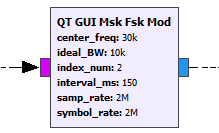 QT GUI Msk Fsk Mod
center_freq: 30k
ideal_BW: 10k
index_num: 2
interval_ms: 150
samp_rate: 2M
symbol_rate: 2M